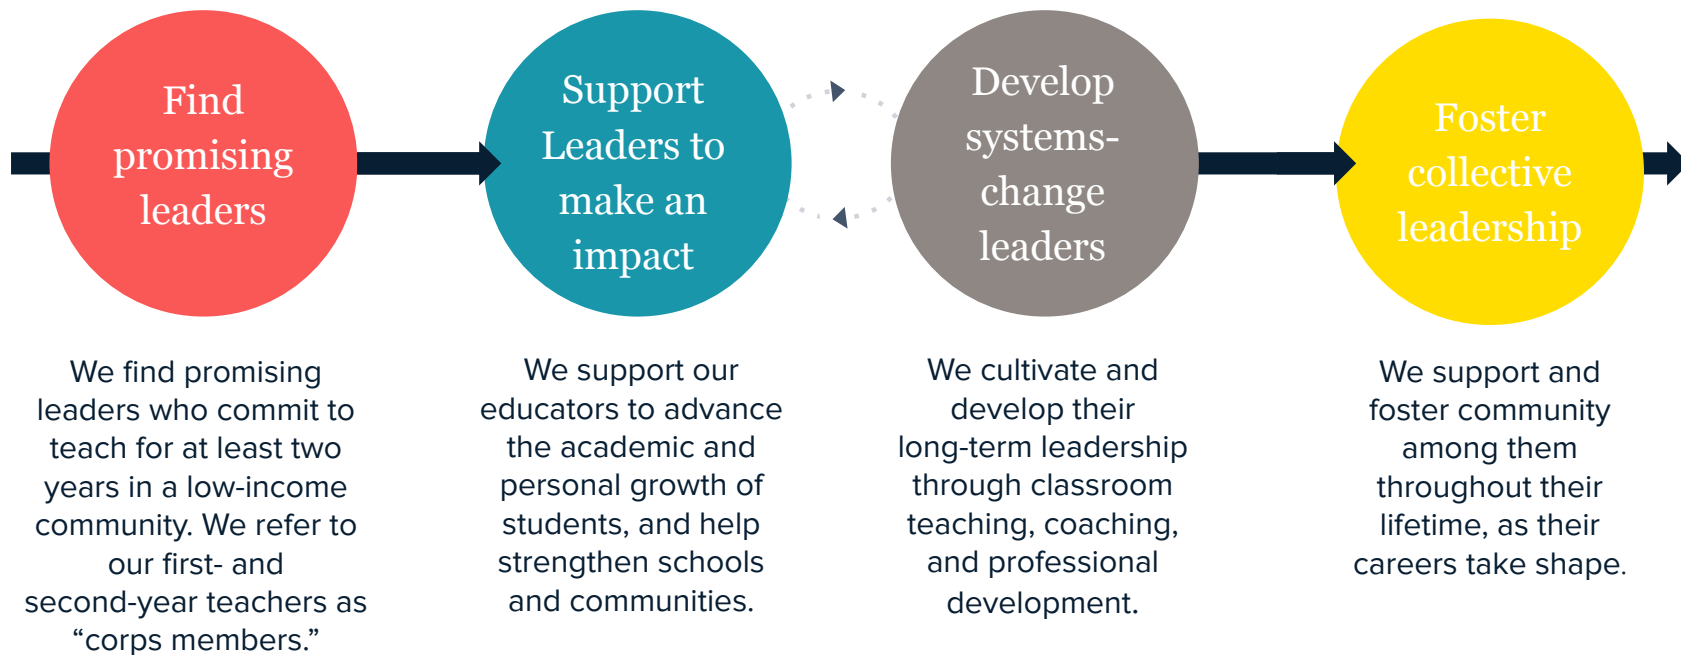 Find
promising
leaders
Support
Leaders to
make an
impact
Develop
systems-
change
leaders
Foster
collective
leadership
We find promising
leaders who commit to
teach for at least two
years in a low-income
community. We refer to
our first- and
second-year teachers as
“corps members.”
We support our
educators to advance
the academic and
personal growth of
students, and help
strengthen schools
and communities.
We cultivate and
develop their
long-term leadership
through classroom
teaching, coaching,
and professional
development.
We support and
foster community
among them
throughout their
lifetime, as their
careers take shape.